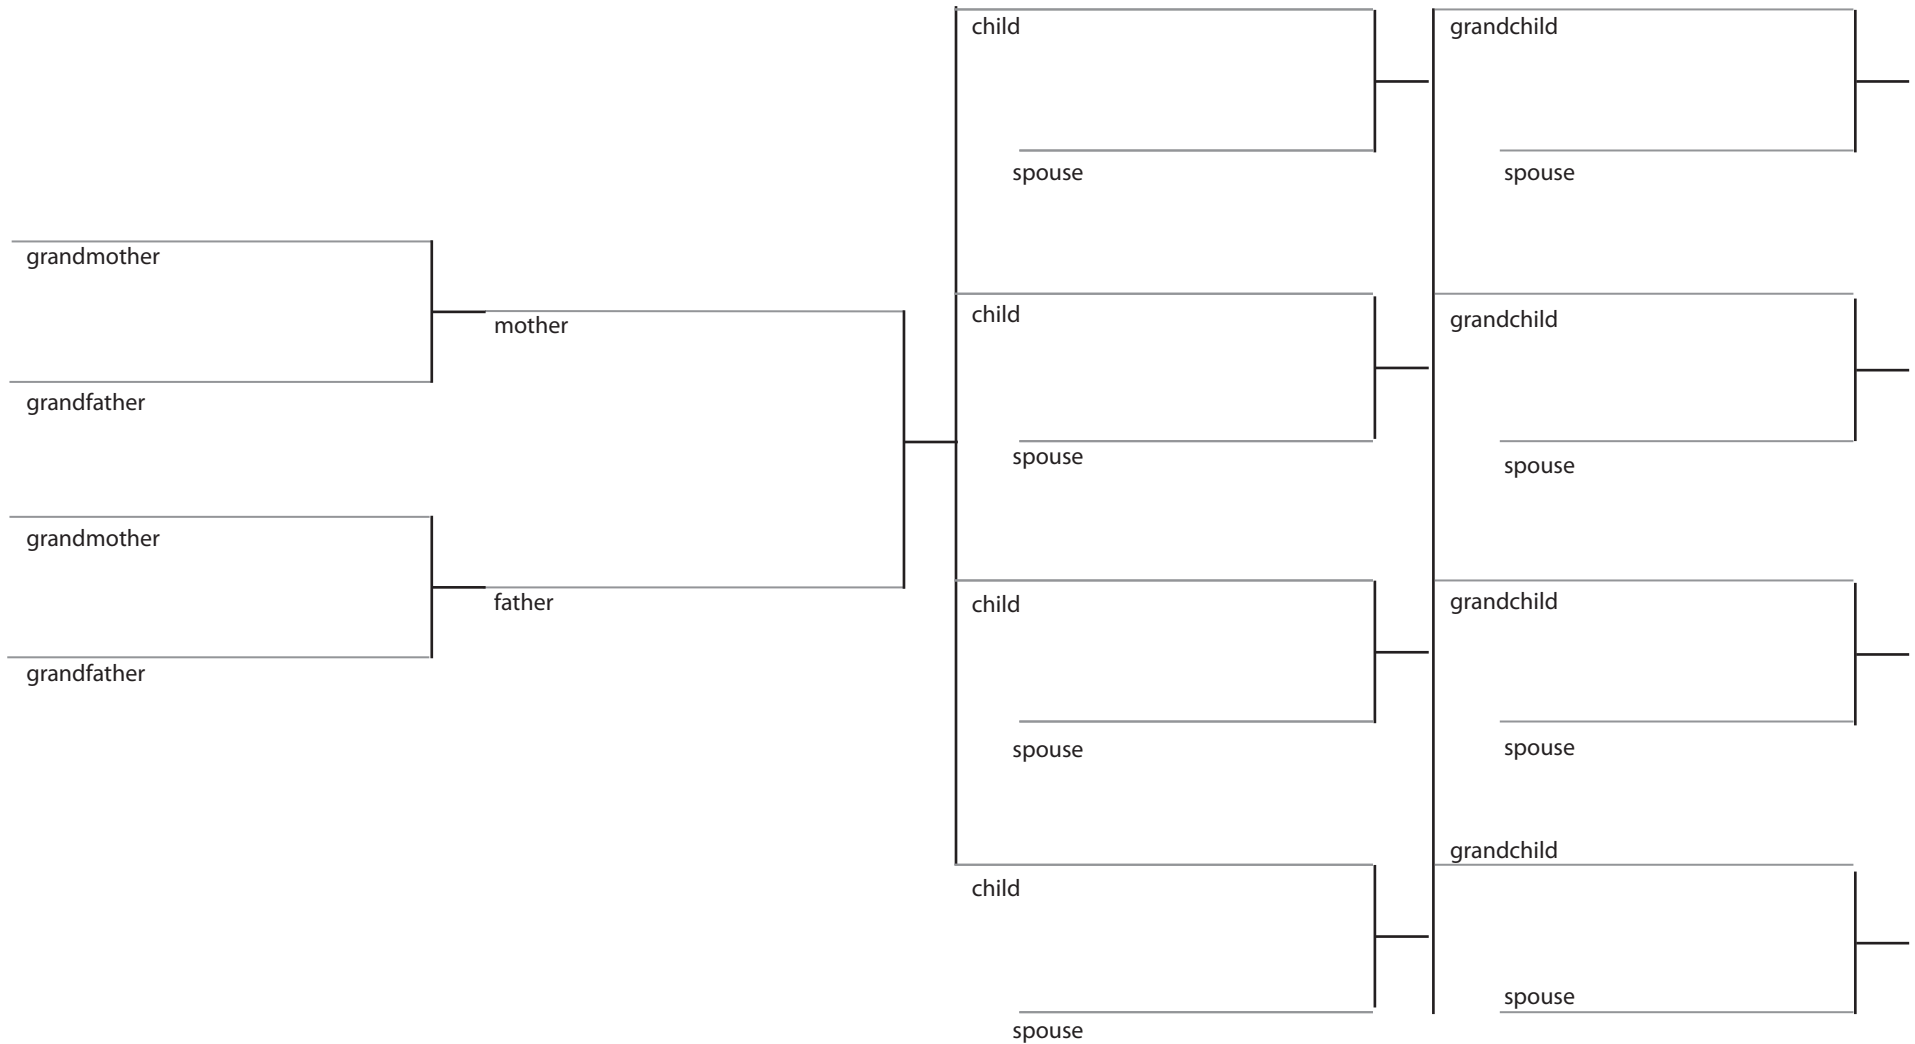 grandmother
grandfather
grandmother
grandfather
mother
father
child
spouse
child
spouse
child
spouse
child
spouse
grandchild
spouse
grandchild
spouse
grandchild
spouse
grandchild
spouse